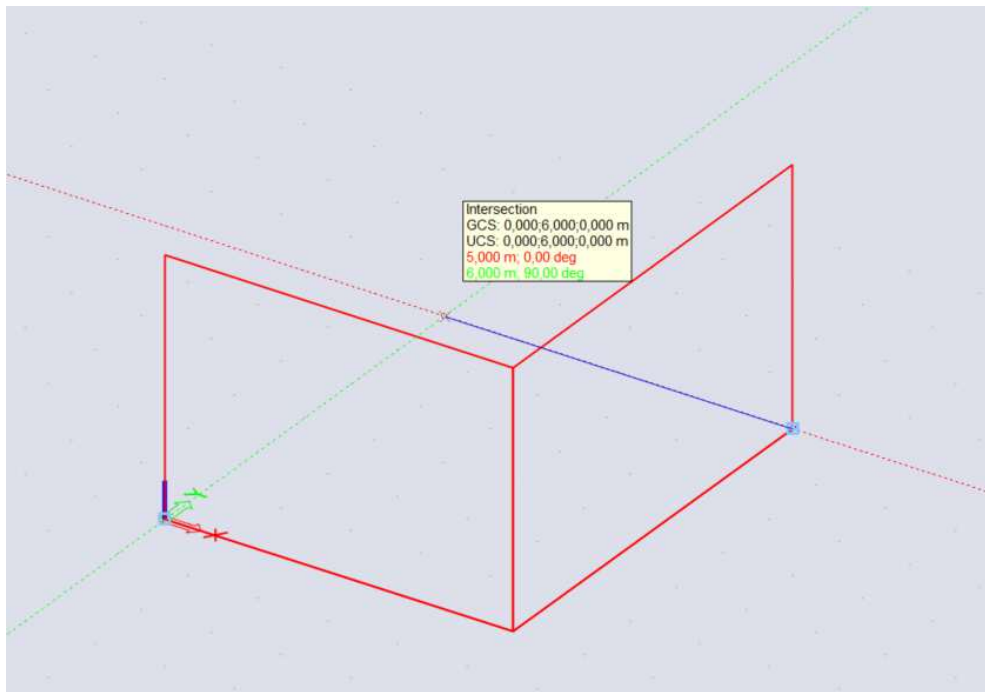 Intersection
GCS: 0,000;6,000;0,000 m
UCS: 0,000;6,000;0,000 m
5,000 m; 0,00 deg
6,000 m; 90,00 deg
Y
X